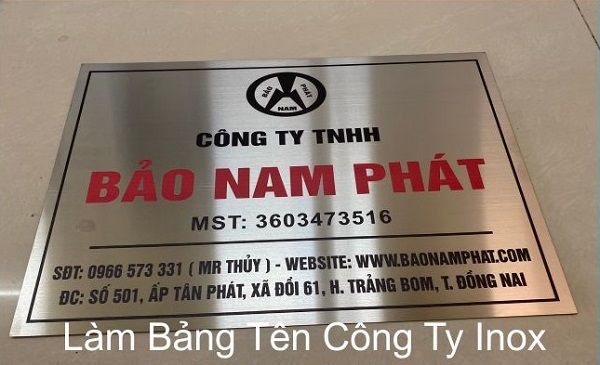 BẢO PHÁT
NAM
CÔNG TY TNHH
BẢO NAM PHÁT
MST: 3603473516
SĐT: 0966 573 331 ( MR THỦY ) - WEBSITE: WWW.BAONAMPHAT.COM
ĐC: SỐ 501, ẤP TÂN PHÁT, XÃ ĐỒI 61, H. TRẢNG BOM, T. ĐỒNG NAI
Làm Bảng Tên Công Ty Inox